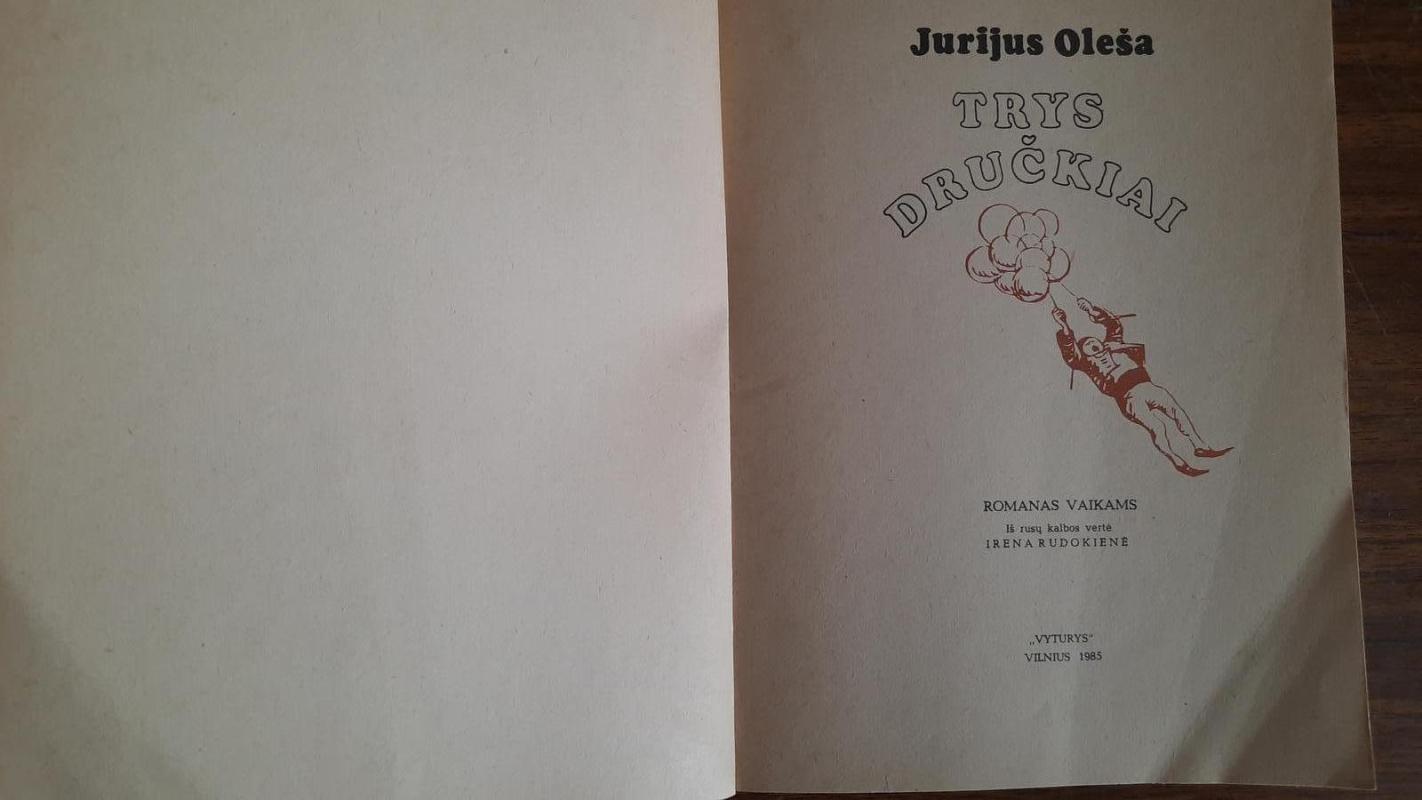 Jurijus Oleša
TRYS
DRUČKIAI
ROMANAS VAIKAMS
Iš rusų kalbos vertė
IRENA RUDOKIENĖ
„VYTURYS“
VILNIUS 1985